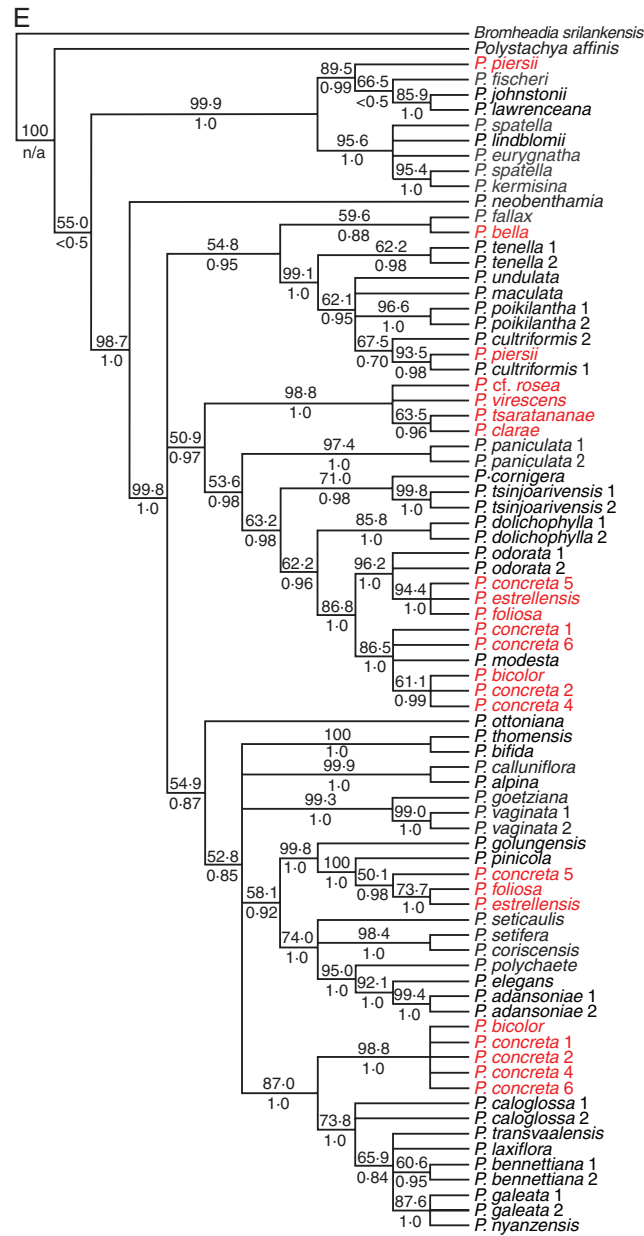 E
Bromheadia srilankensis
Polystachya affinis
89·5 P. piersii
66·5 P. fischeri
0·99
99·9 <0·5 85·9 P. johnstonii
1·0 1·0 P. lawrenceana
P. spatella
100 95·6 P. lindblomii
n/a 1·0 P. eurygnatha
95·4 P. spatella
1·0 P. kermisina
P. neobenthamia
55·0 59·6 P. fallax
<0·5 54·8 0·88 P. bella
0·95 62·2 P. tenella 1
99·1 0·98 P. tenella 2
1·0 P. undulata
62·1 P. maculata
0·95 96·6 P. poikilantha 1
1·0 P. poikilantha 2
67·5 P. cultriformis 2
98·7 0·70 93·5 P. piersii
1·0 0·98 P. cultriformis 1
98·8 P. cf. rosea
1·0 P. virescens
63·5 P. tsaratananae
0·96 P. clarae
50·9 97·4 P. paniculata 1
0·97 1·0 P. paniculata 2
53·6 71·0 P. cornigera
99·8 0·98 0·98 99·8 P. tsinjoarivensis 1
1·0 1·0 P. tsinjoarivensis 2
63·2 85·8 P. dolichophylla 1
0·98 1·0 P. dolichophylla 2
62·2 96·2 P. odorata 1
0·96 1·0 P. odorata 2
94·4 P. concreta 5
1·0 P. estrellensis
86·8 P. foliosa
1·0 P. concreta 1
86·5 P. concreta 6
1·0 P. modesta
61·1 P. bicolor
0·99 P. concreta 2
P. concreta 4
P. ottoniana
100 P. thomensis
1·0 P. bifida
54·9 99·9 P. calluniflora
0·87 1·0 P. alpina
99·3 P. goetziana
1·0 99·0 P. vaginata 1
1·0 P. vaginata 2
52·8 99·8 P. golungensis
0·85 1·0 100 P. pinicola
58·1 1·0 50·1 P. concreta 5
0·92 0·98 73·7 P. foliosa
1·0 P. estrellensis
74·0 P. seticaulis
1·0 98·4 P. setifera
1·0 P. coriscensis
95·0 P. polychaete
1·0 92·1 P. elegans
1·0 99·4 P. adansoniae 1
1·0 P. adansoniae 2
P. bicolor
98·8 P. concreta 1
1·0 P. concreta 2
87·0 P. concreta 4
1·0 P. concreta 6
73·8 P. caloglossa 1
1·0 P. caloglossa 2
65·9 P. transvaalensis
0·84 P. laxiflora
60·6 P. bennettiana 1
0·95 P. bennettiana 2
87·6 P. galeata 1
1·0 P. galeata 2
P. nyanzensis